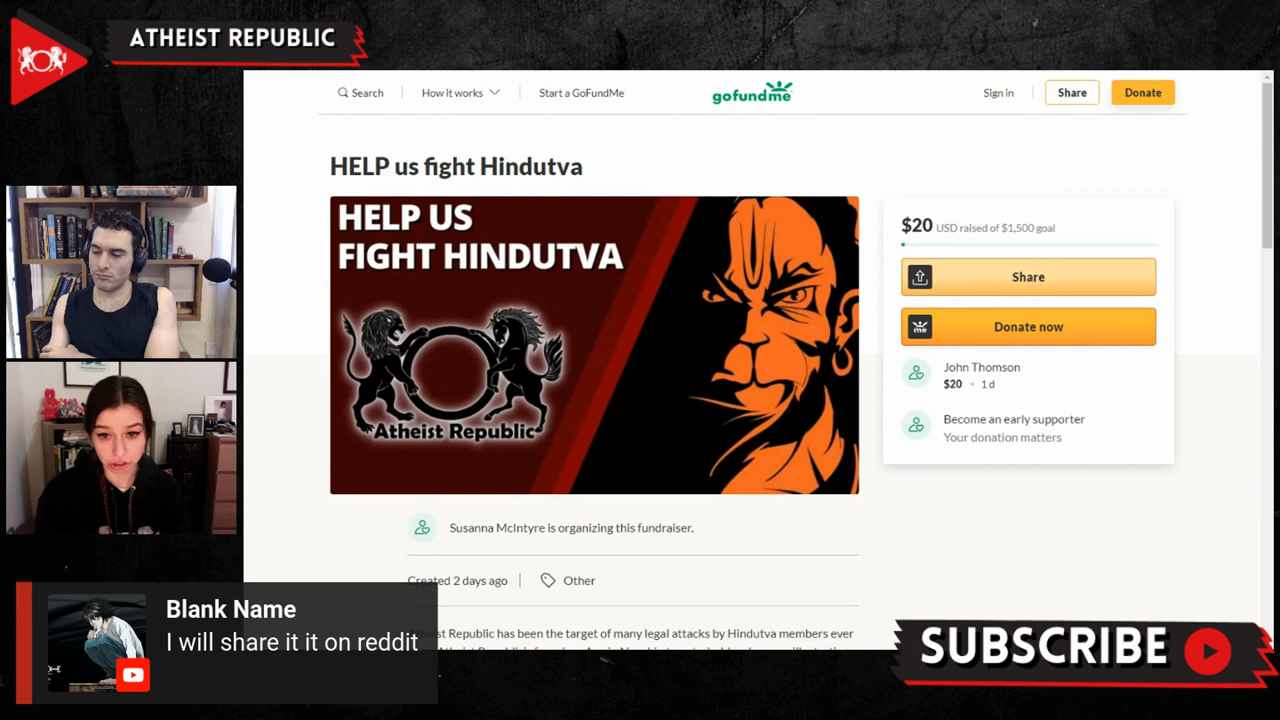 ATHEIST REPUBLIC
Search
How it works
Start a GoFundMe
gofundme
Sign in
Share
Donate
HELP us fight Hindutva
HELP US
FIGHT HINDUTVA
Atheist Republic
$20 USD raised of $1,500 goal
Share
me
Donate now
John Thomson
$20 • 1 d
Become an early supporter
Your donation matters
Susanna McIntyre is organizing this fundraiser.
Created 2 days ago
Other
Republic has been the target of many legal attacks by Hindutva members ever
Blank Name
I will share it it on reddit
SUBSCRIBE